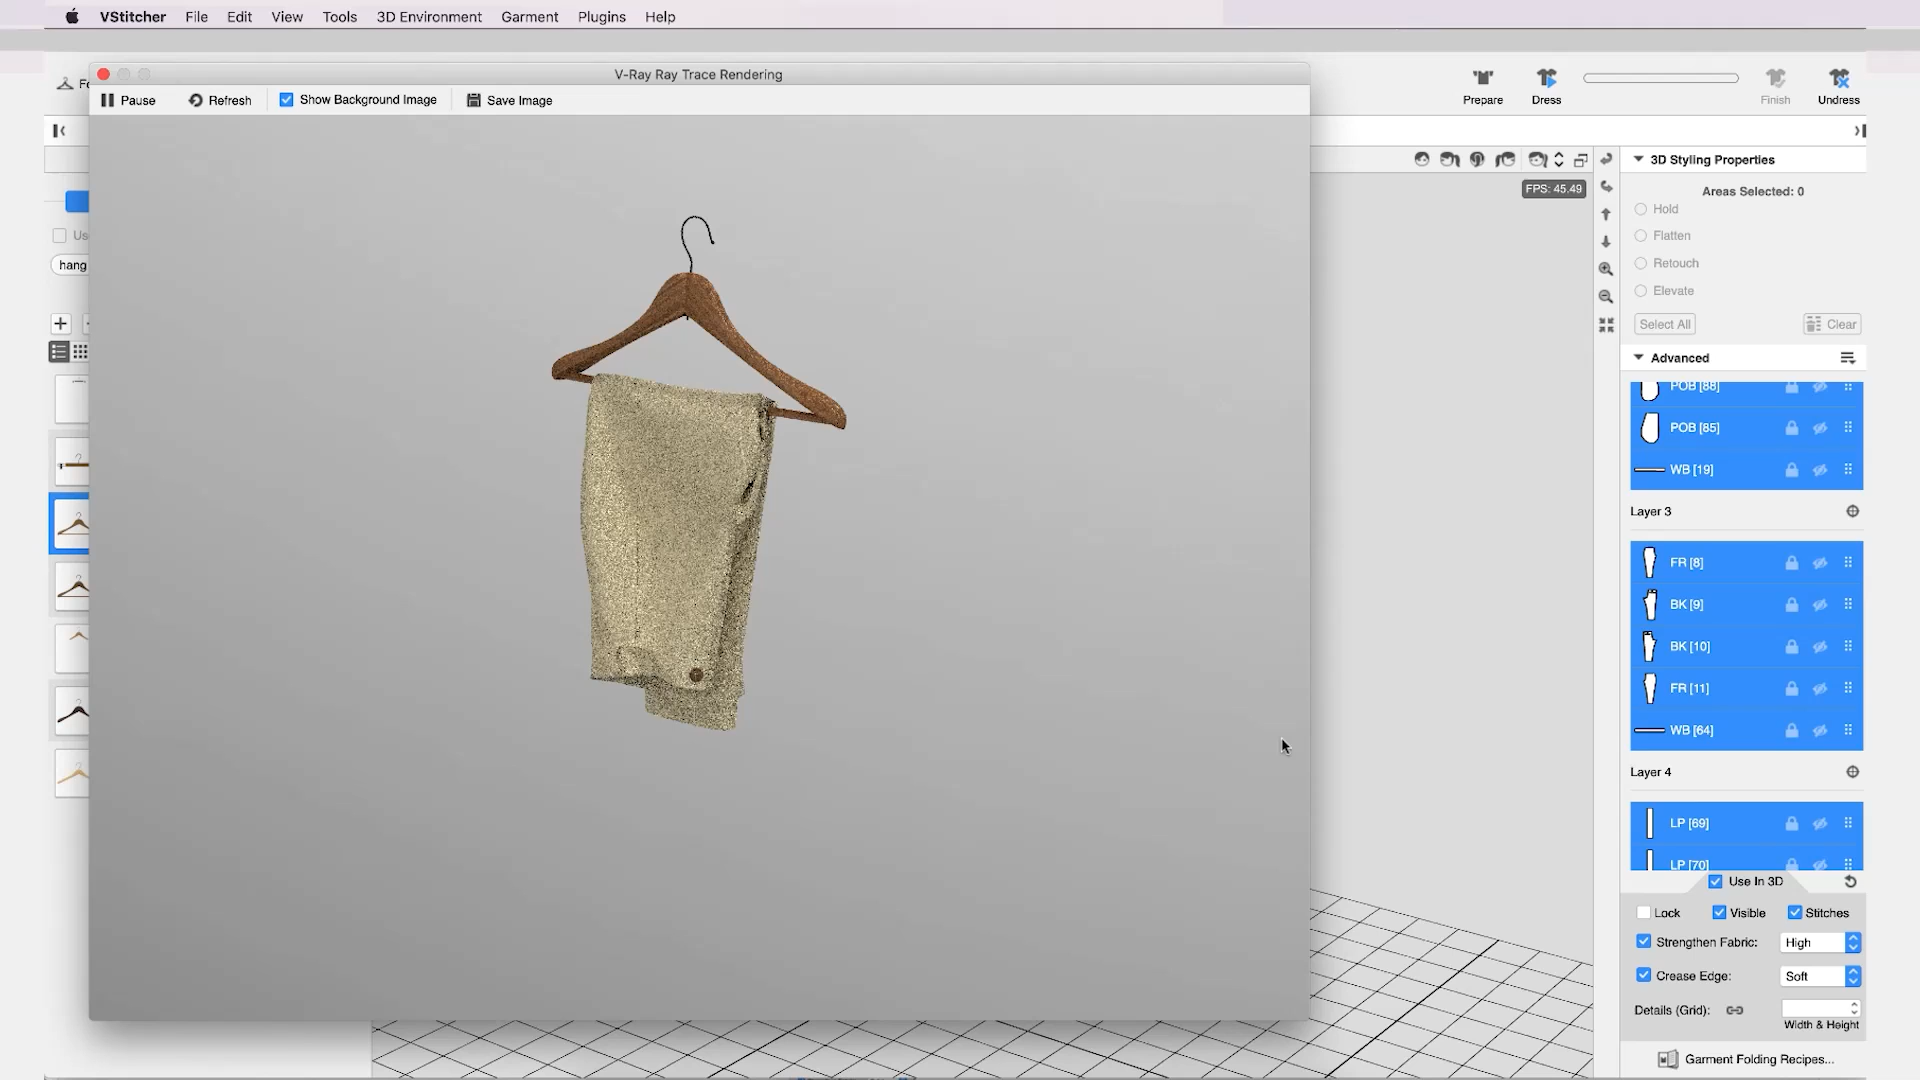 VStitcher File Edit View Tools 3D Environment Garment Plugins Help
V-Ray Ray Trace Rendering
Pause Refresh Show Background Image Save Image
Prepare Dress Finish Undress
3D Styling Properties
FPS: 45.49
Areas Selected: 0
Hold
Flatten
hang
Retouch
Elevate
Select All Clear
Advanced
POB [88]
POB [85]
WB [19]
Layer 3
FR [8]
BK [9]
BK [10]
FR [11]
WB [64]
Layer 4
LP [69]
LP [70]
Use In 3D
Lock Visible Stitches
Strengthen Fabric: High
Crease Edge: Soft
Details (Grid):
Width & Height
Garment Folding Recipes...